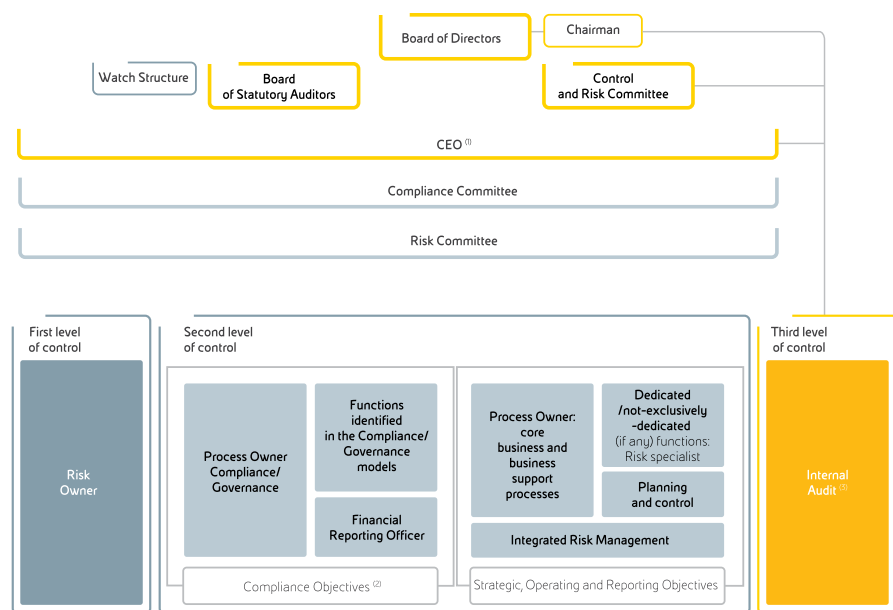 Board of Directors
Chairman
Watch Structure
Board
of Statutory Auditors
Control
and Risk Committee
CEO (1)
Compliance Committee
Risk Committee
First level
of control
Risk
Owner
Second level
of control
Process Owner
Compliance/
Governance
Functions
identified
in the Compliance/
Governance
models
Financial
Reporting Officer
Compliance Objectives (2)
Process Owner:
core
business and
business
support
processes
Dedicated
/not-exclusively
-dedicated
(if any) functions:
Risk specialist
Planning
and control
Integrated Risk Management
Strategic, Operating and Reporting Objectives
Third level
of control
Internal
Audit (3)